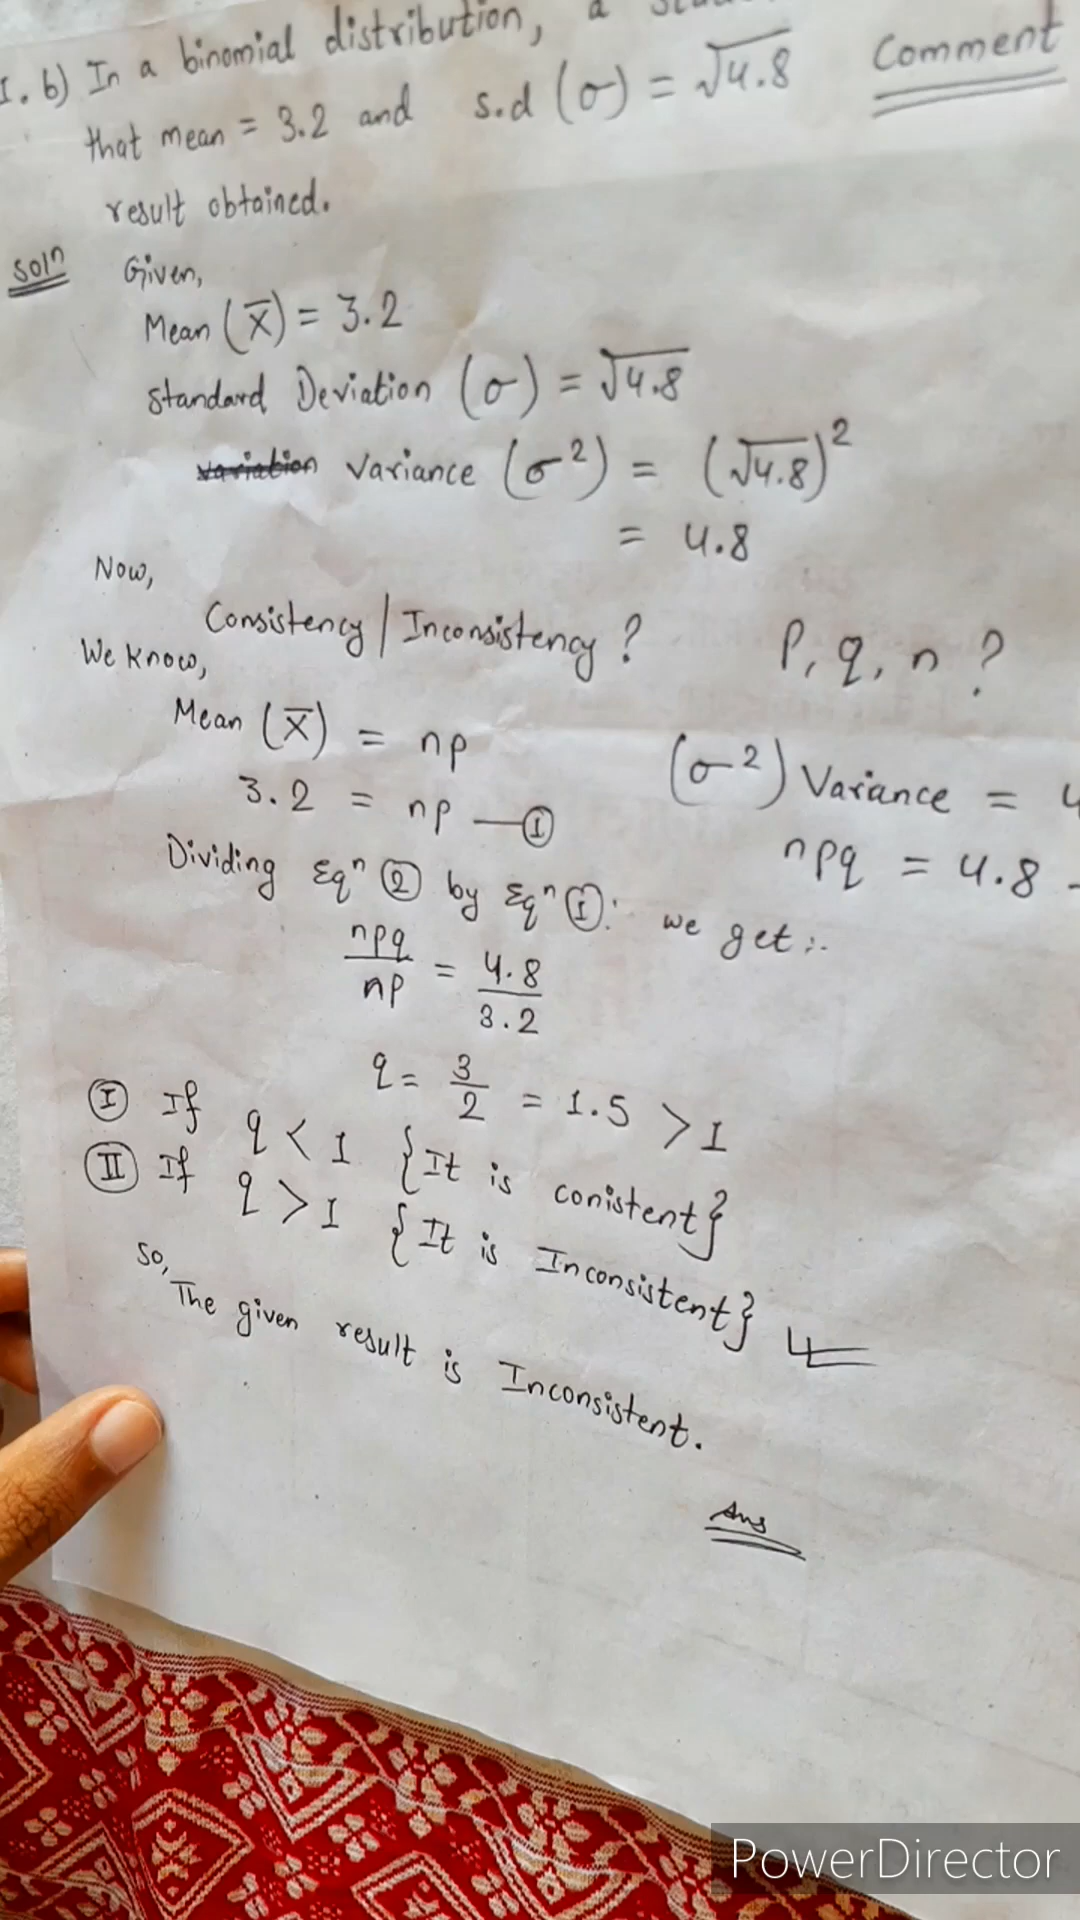 1. b) In a binomial distribution, a
that mean = 3.2 and s.d (σ) = √4.8 Comment
result obtained.
Solⁿ Given,
Mean (x̄) = 3.2
Standard Deviation (σ) = √4.8
variation variance (σ²) = (√4.8)²
= 4.8
Now,
Consistency / Inconsistency ? P, q, n ?
We know,
Mean (x̄) = np (σ²) Variance = 4
3.2 = np —① npq = 4.8 -
Dividing Eqⁿ ② by Eqⁿ ①: we get :-
npq/np = 4.8/3.2
q = 3/2 = 1.5 > 1
Ⓘ If q < 1 {It is conistent}
Ⅱ If q > 1 {It is Inconsistent}
So, The given result is Inconsistent.
Ans
PowerDirector